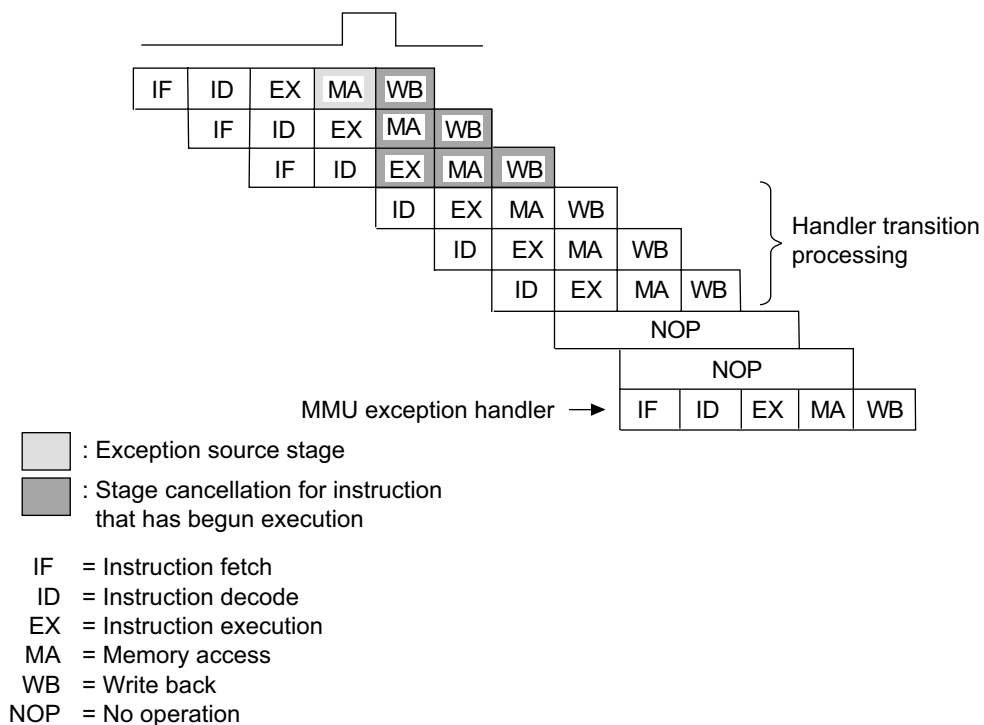 IF ID EX MA WB
IF ID EX MA WB
IF ID EX MA WB
ID EX MA WB
ID EX MA WB
ID EX MA WB
Handler transition
processing
NOP
NOP
MMU exception handler
IF ID EX MA WB
: Exception source stage
: Stage cancellation for instruction
that has begun execution
IF = Instruction fetch
ID = Instruction decode
EX = Instruction execution
MA = Memory access
WB = Write back
NOP = No operation